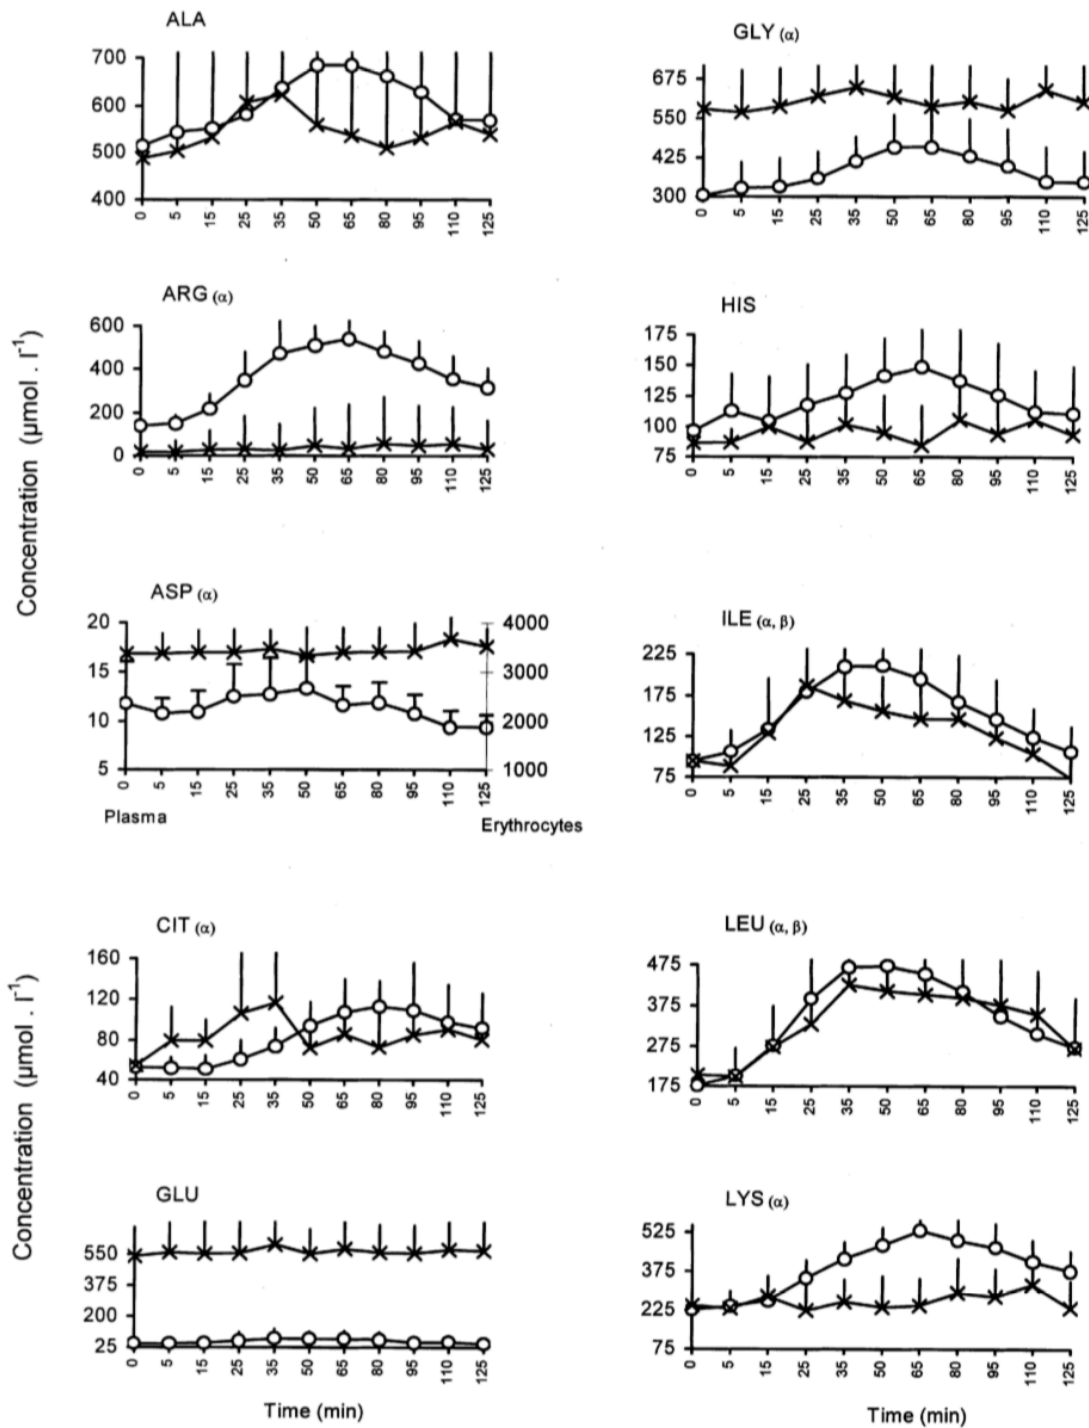 ALA
700
600
500
400
0 5 15 25 35 50 65 80 95 110 125
GLY (α)
675
550
425
300
0 5 15 25 35 50 65 80 95 110 125
Concentration (µmol . l⁻¹)
ARG (α)
600
400
200
0
0 5 15 25 35 50 65 80 95 110 125
HIS
175
150
125
100
75
0 5 15 25 35 50 65 80 95 110 125
ASP (α)
20
15
10
5
4000
3000
2000
1000
0 5 15 25 35 50 65 80 95 110 125
Plasma
Erythrocytes
ILE (α, β)
225
175
125
75
0 5 15 25 35 50 65 80 95 110 125
Concentration (µmol . l⁻¹)
CIT (α)
160
120
80
40
0 5 15 25 35 50 65 80 95 110 125
LEU (α, β)
475
375
275
175
0 5 15 25 35 50 65 80 95 110 125
GLU
550
375
200
25
0 5 15 25 35 50 65 80 95 110 125
Time (min)
LYS (α)
525
375
225
75
0 5 15 25 35 50 65 80 95 110 125
Time (min)